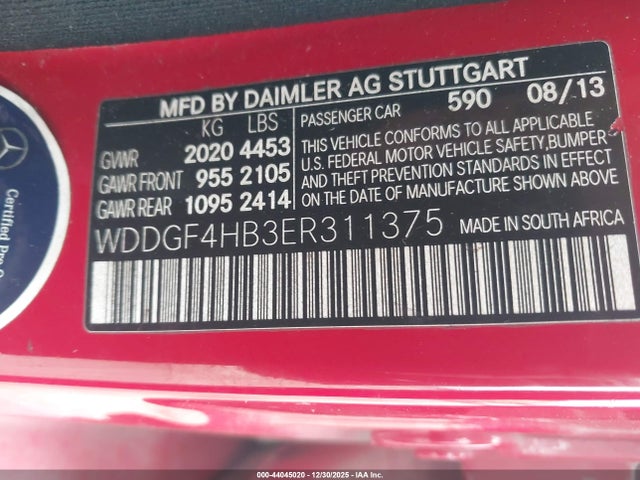 MFD BY DAIMLER AG STUTTGART
KG LBS
GVWR 2020 4453
GAWR FRONT 955 2105
GAWR REAR 1095 2414
PASSENGER CAR 590 08/13
THIS VEHICLE CONFORMS TO ALL APPLICABLE
U.S. FEDERAL MOTOR VEHICLE SAFETY,BUMPER
AND THEFT PREVENTION STANDARDS IN EFFECT
ON THE DATE OF MANUFACTURE SHOWN ABOVE
WDDGF4HB3ER311375 MADE IN SOUTH AFRICA
Certified Pre
000-44045020 - 12/30/2025 - IAA Inc.